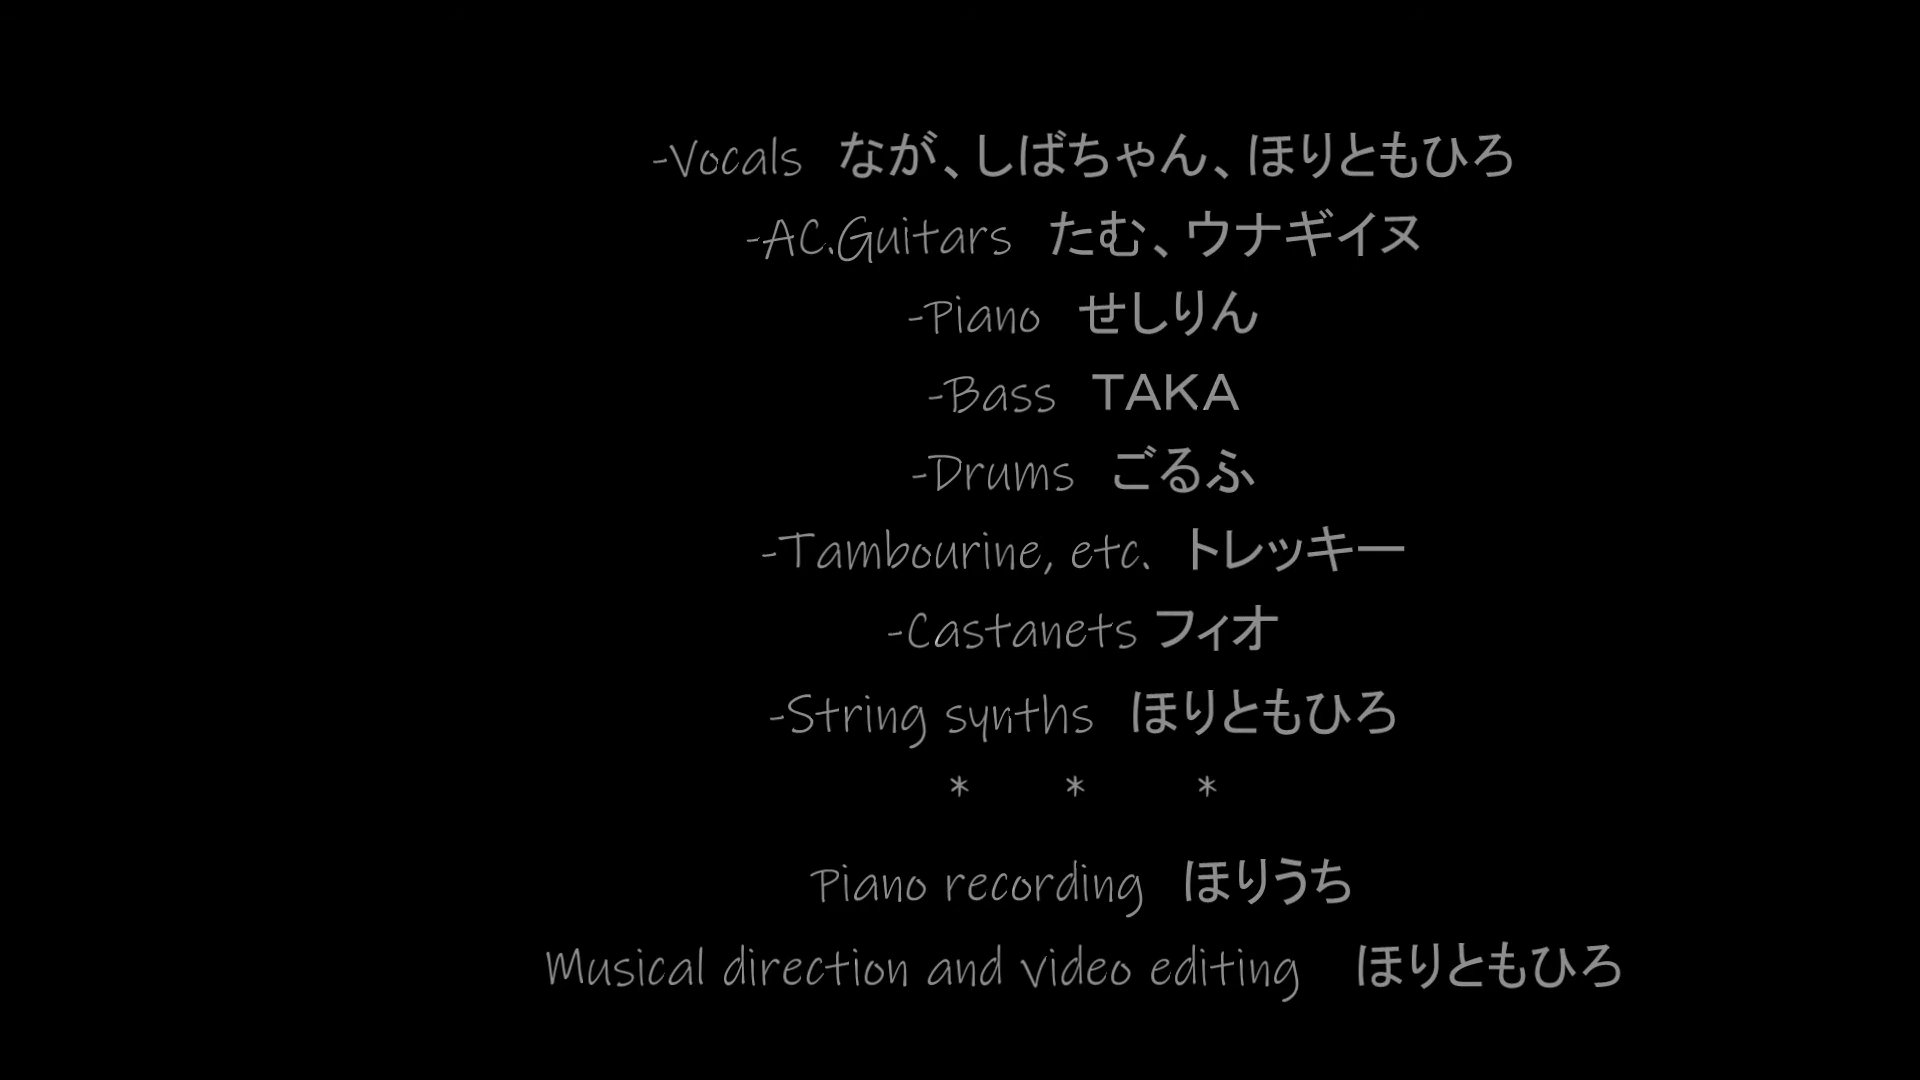 -Vocals なが、しばちゃん、ほりともひろ
-AC.Guitars たむ、ウナギイヌ
-Piano せしりん
-Bass TAKA
-Drums ごるふ
-Tambourine, etc. トレッキー
-Castanets フィオ
-String synths ほりともひろ
* * *
Piano recording ほりうち
Musical direction and video editing ほりともひろ